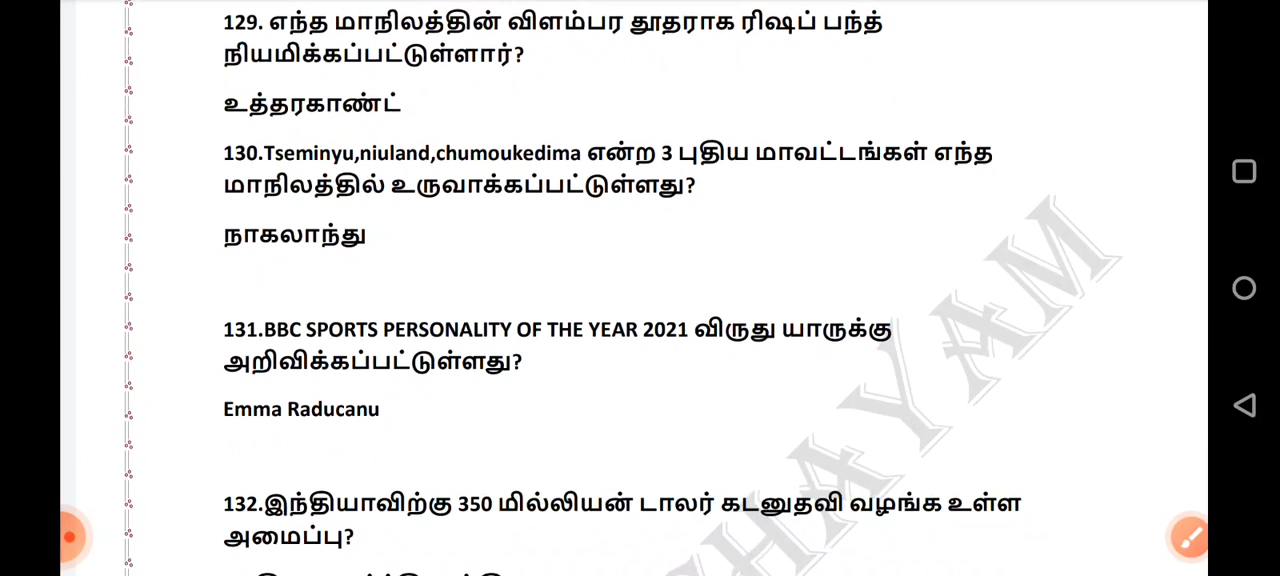 129. எந்த மாநிலத்தின் விளம்பர தூதராக ரிஷப் பந்த்
நியமிக்கப்பட்டுள்ளார்?
உத்தரகாண்ட்
130.Tseminyu,niuland,chumoukedima என்ற 3 புதிய மாவட்டங்கள் எந்த
மாநிலத்தில் உருவாக்கப்பட்டுள்ளது?
நாகலாந்து
131.BBC SPORTS PERSONALITY OF THE YEAR 2021 விருது யாருக்கு
அறிவிக்கப்பட்டுள்ளது?
Emma Raducanu
132.இந்தியாவிற்கு 350 மில்லியன் டாலர் கடனுதவி வழங்க உள்ள
அமைப்பு?
HAYAM